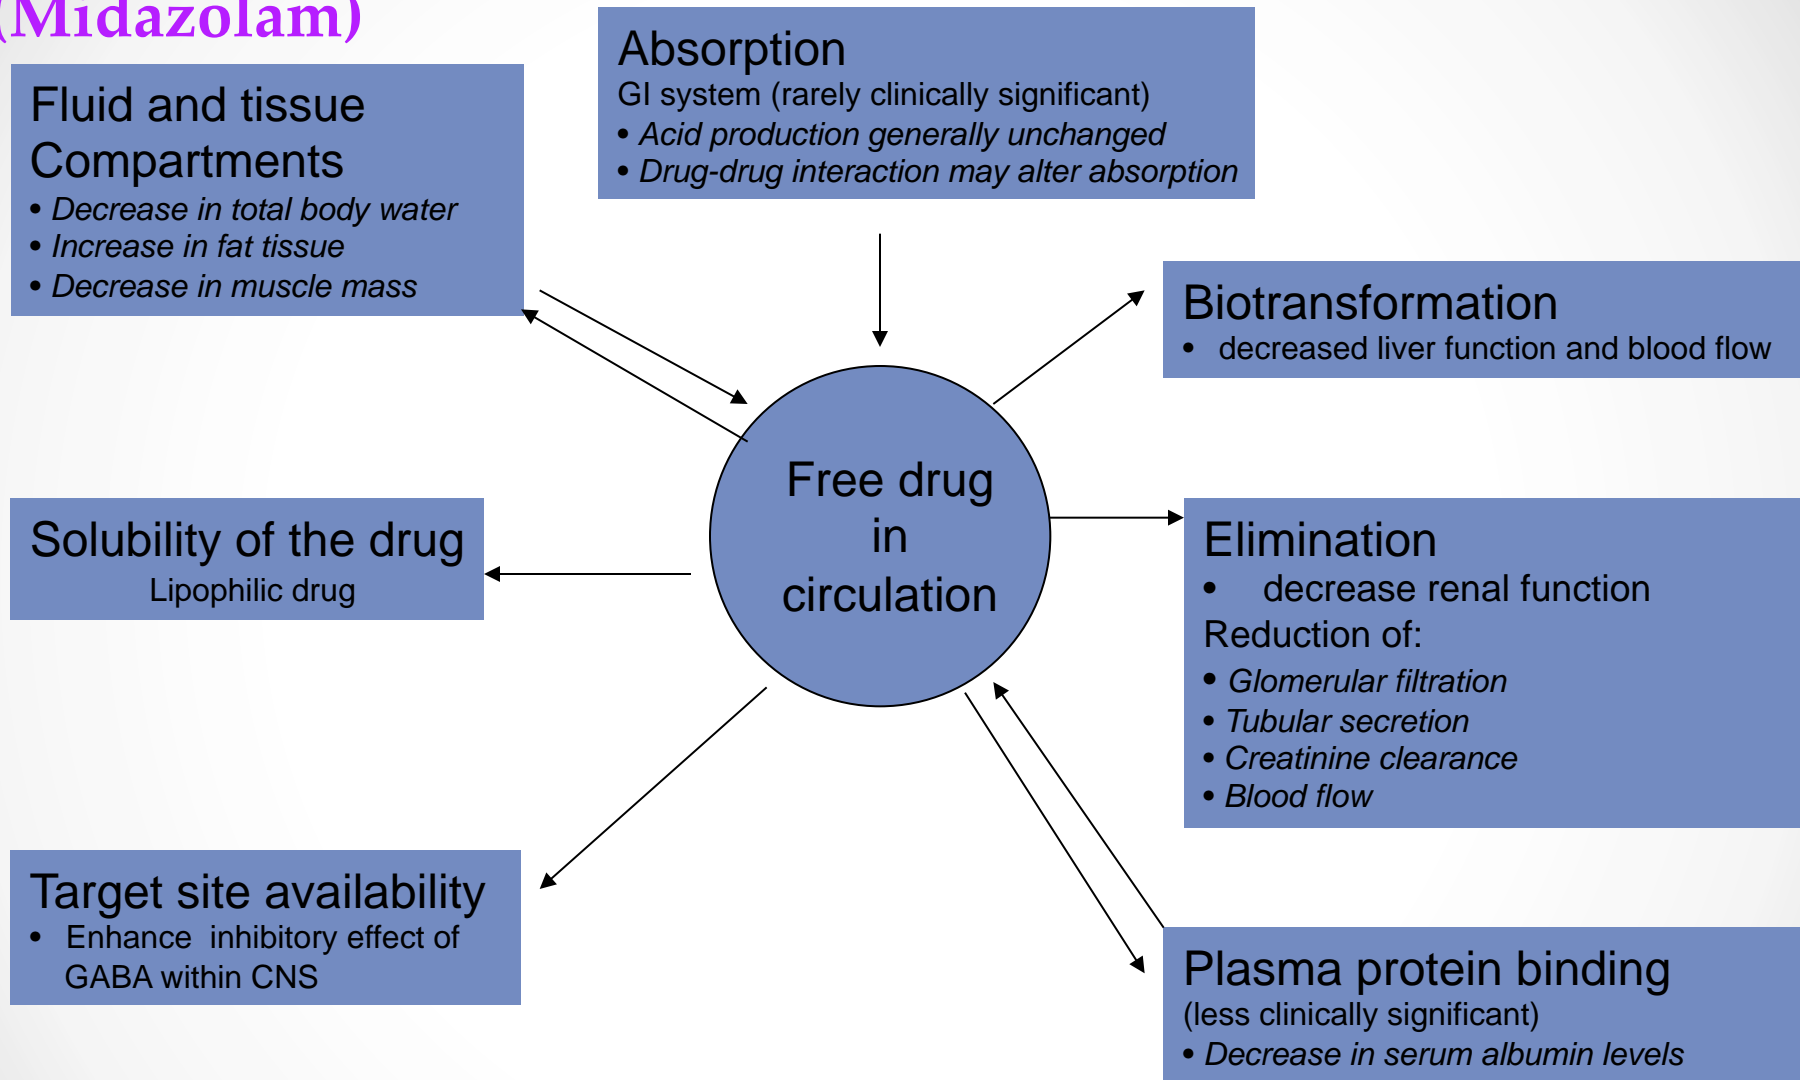 (Midazolam)
Fluid and tissue
Compartments
• Decrease in total body water
• Increase in fat tissue
• Decrease in muscle mass
Absorption
GI system (rarely clinically significant)
• Acid production generally unchanged
• Drug-drug interaction may alter absorption
Biotransformation
• decreased liver function and blood flow
Free drug
in
circulation
Solubility of the drug
Lipophilic drug
Elimination
• decrease renal function
Reduction of:
• Glomerular filtration
• Tubular secretion
• Creatinine clearance
• Blood flow
Target site availability
• Enhance inhibitory effect of
GABA within CNS
Plasma protein binding
(less clinically significant)
• Decrease in serum albumin levels